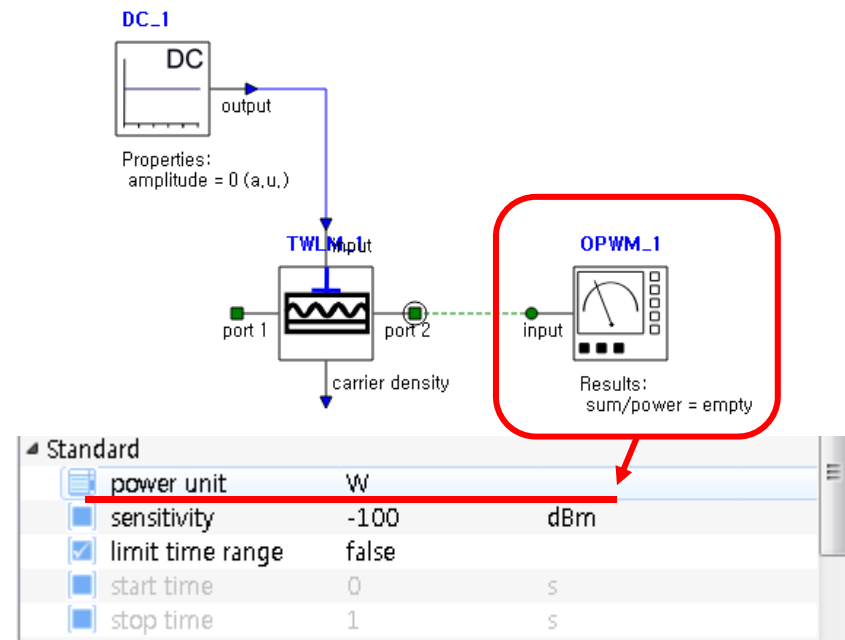 DC_1
DC
output
Properties:
amplitude = 0 (a,u,)
TWLM_1
input
OPWM_1
port 1
port 2
input
carrier density
Results:
sum/power = empty
Standard
power unit W
sensitivity -100 dBm
limit time range false
start time 0 s
stop time 1 s